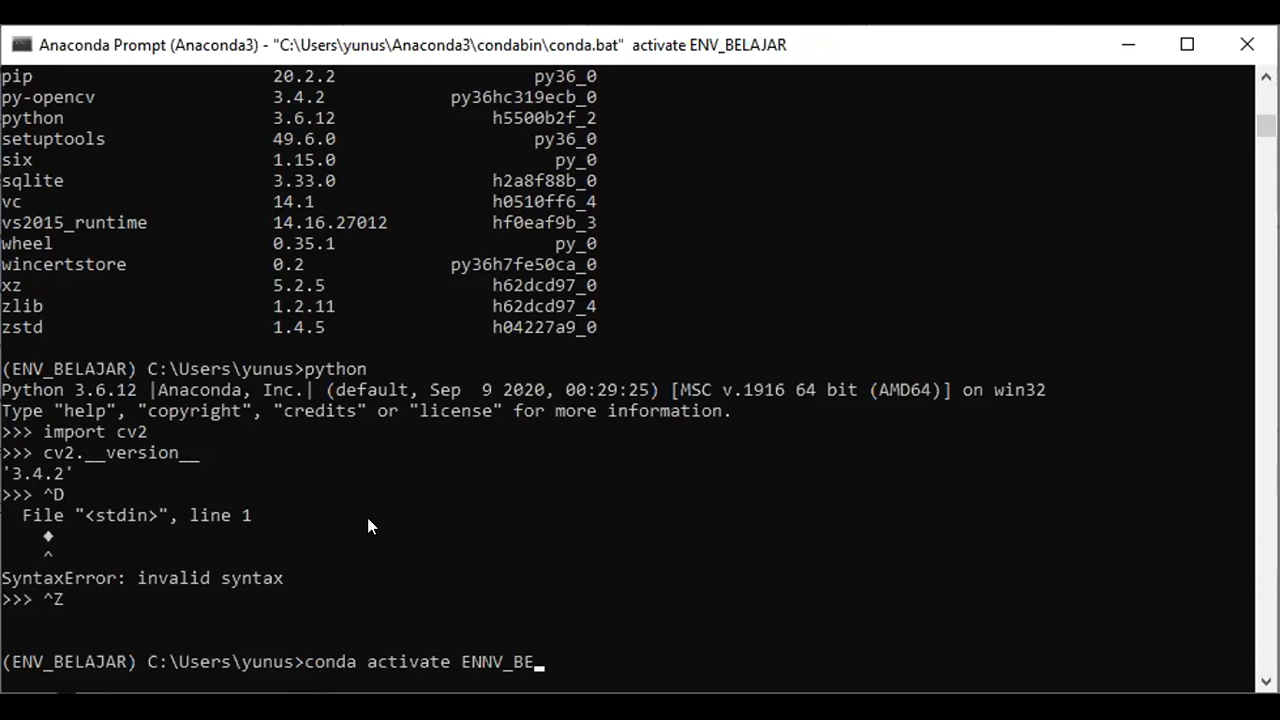 Anaconda Prompt (Anaconda3) - "C:\Users\yunus\Anaconda3\condabin\conda.bat"  activate ENV_BELAJAR
pip                       20.2.2                   py36_0
py-opencv                 3.4.2            py36hc319ecb_0
python                    3.6.12               h5500b2f_2
setuptools                49.6.0                   py36_0
six                       1.15.0                     py_0
sqlite                    3.33.0               h2a8f88b_0
vc                        14.1                 h0510ff6_4
vs2015_runtime            14.16.27012          hf0eaf9b_3
wheel                     0.35.1                     py_0
wincertstore              0.2              py36h7fe50ca_0
xz                        5.2.5                h62dcd97_0
zlib                      1.2.11               h62dcd97_4
zstd                      1.4.5                h04227a9_0
(ENV_BELAJAR) C:\Users\yunus>python
Python 3.6.12 |Anaconda, Inc.| (default, Sep  9 2020, 00:29:25) [MSC v.1916 64 bit (AMD64)] on win32
Type "help", "copyright", "credits" or "license" for more information.
>>> import cv2
>>> cv2.__version__
'3.4.2'
>>> ^D
  File "<stdin>", line 1
    ♦
    ^
SyntaxError: invalid syntax
>>> ^Z
(ENV_BELAJAR) C:\Users\yunus>conda activate ENNV_BE